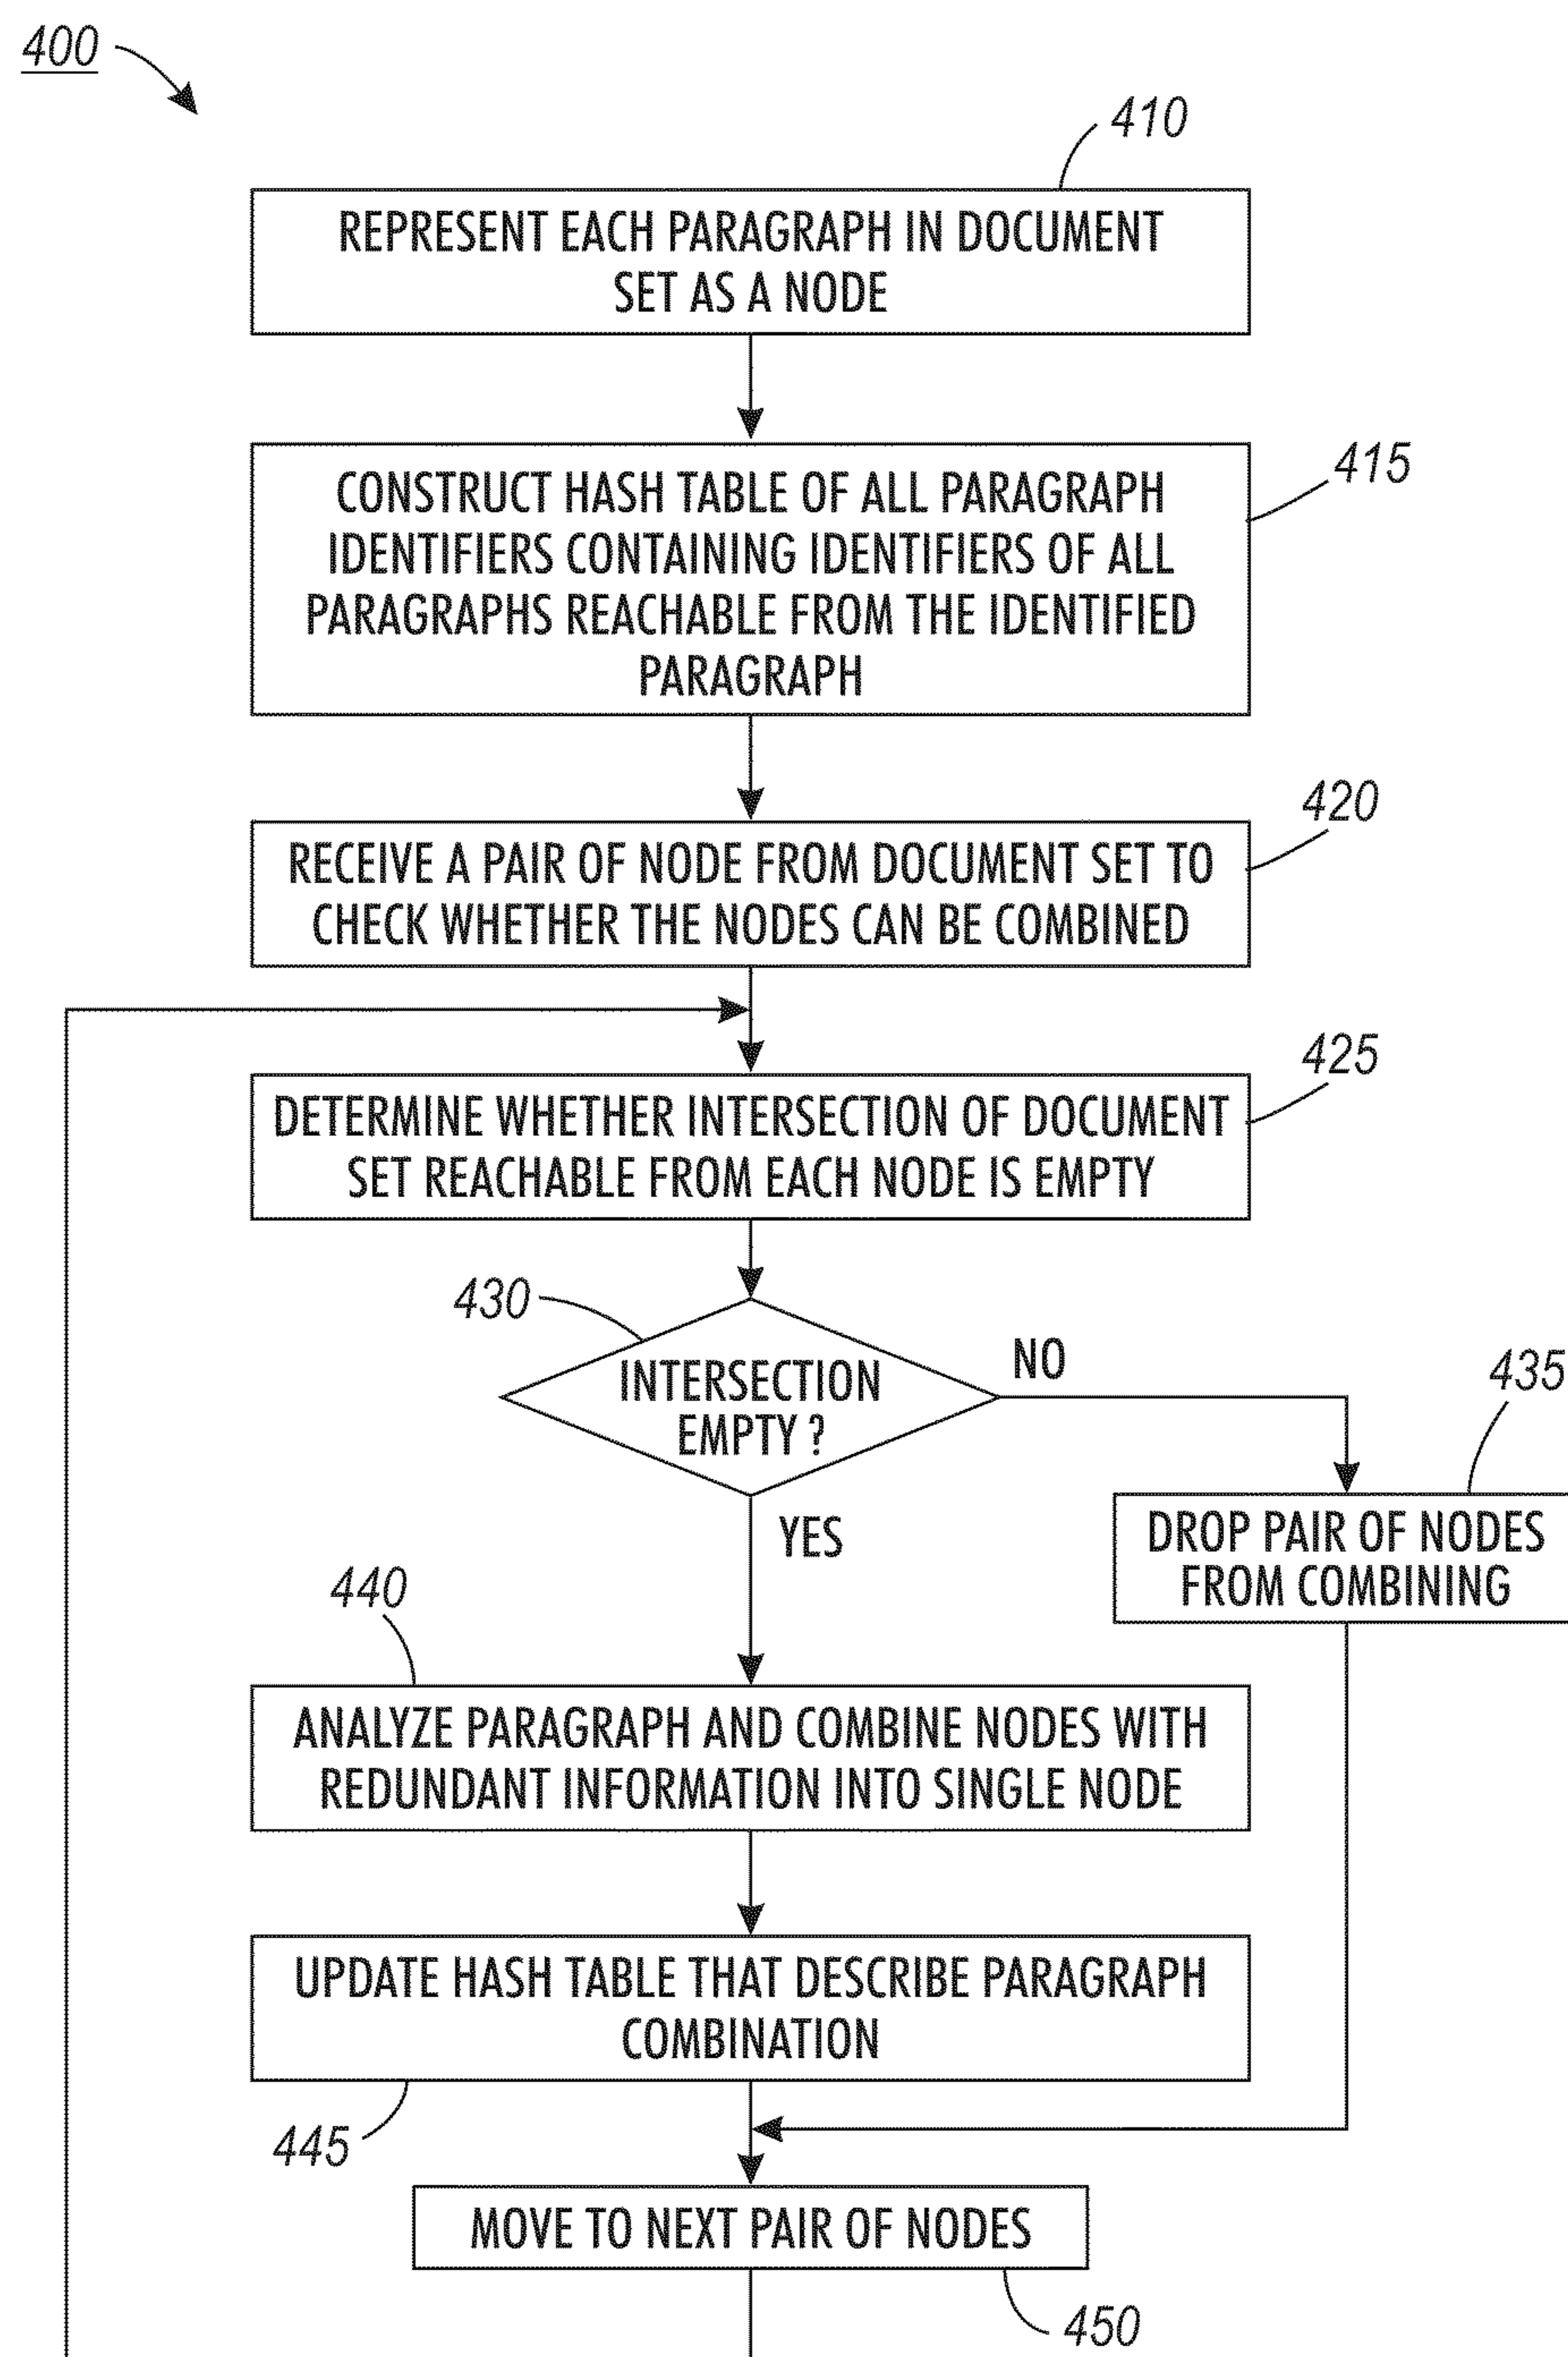 400
410
REPRESENT EACH PARAGRAPH IN DOCUMENT
SET AS A NODE
415
CONSTRUCT HASH TABLE OF ALL PARAGRAPH
IDENTIFIERS CONTAINING IDENTIFIERS OF ALL
PARAGRAPHS REACHABLE FROM THE IDENTIFIED
PARAGRAPH
420
RECEIVE A PAIR OF NODE FROM DOCUMENT SET TO
CHECK WHETHER THE NODES CAN BE COMBINED
425
DETERMINE WHETHER INTERSECTION OF DOCUMENT
SET REACHABLE FROM EACH NODE IS EMPTY
430
INTERSECTION
EMPTY ?
NO
435
DROP PAIR OF NODES
FROM COMBINING
YES
440
ANALYZE PARAGRAPH AND COMBINE NODES WITH
REDUNDANT INFORMATION INTO SINGLE NODE
UPDATE HASH TABLE THAT DESCRIBE PARAGRAPH
COMBINATION
445
MOVE TO NEXT PAIR OF NODES
450